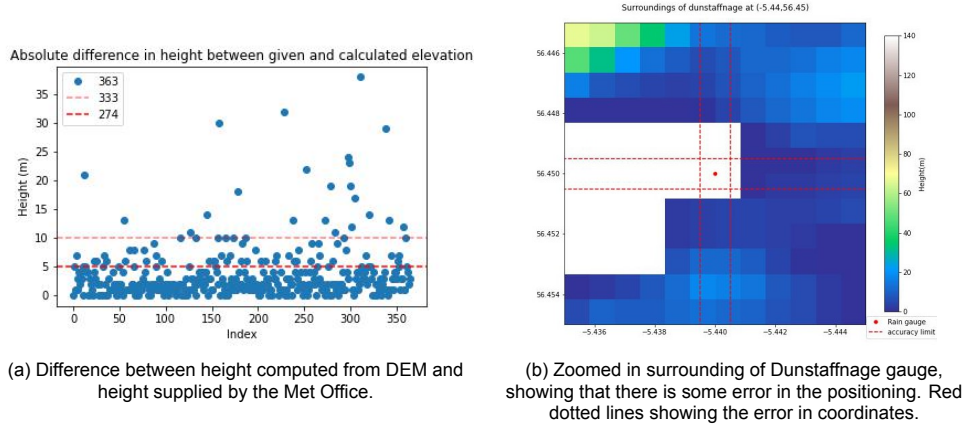 Absolute difference in height between given and calculated elevation
363
333
274
35
30
25
20
15
10
5
0
Height (m)
0 50 100 150 200 250 300 350
Index
(a) Difference between height computed from DEM and
height supplied by the Met Office.
Surroundings of dunstaffnage at (-5.44,56.45)
56.446
56.448
56.450
56.452
56.454
−5.436 −5.438 −5.440 −5.442 −5.444
140
120
100
80
60
40
20
0
Height(m)
Rain gauge
accuracy limit
(b) Zoomed in surrounding of Dunstaffnage gauge,
showing that there is some error in the positioning. Red
dotted lines showing the error in coordinates.